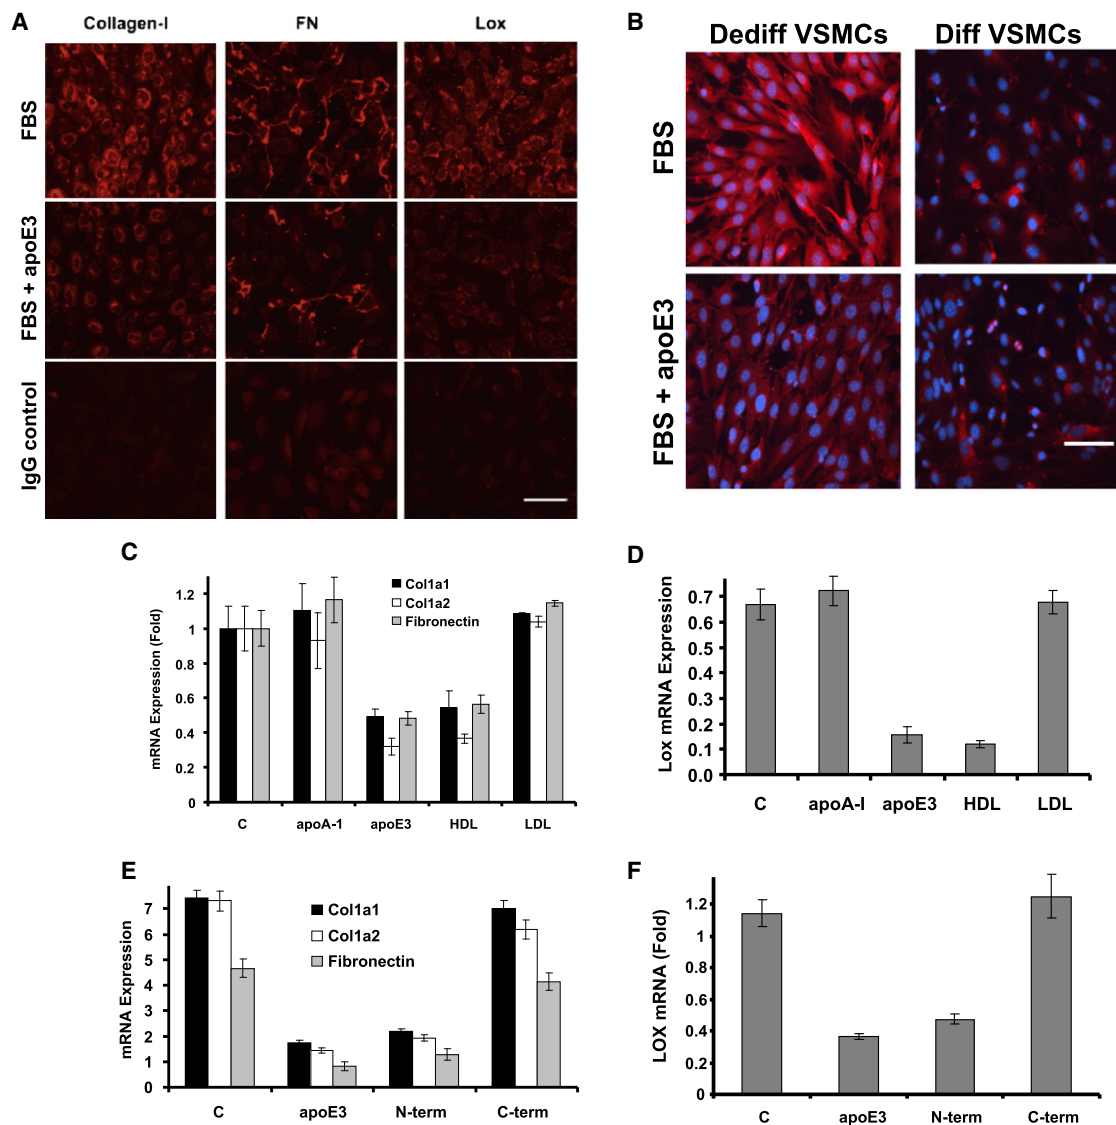 A
Collagen-I FN Lox
FBS
FBS + apoE3
IgG control
B
Dediff VSMCs Diff VSMCs
FBS
FBS + apoE3
C
mRNA Expression (Fold)
1.2
1
0.8
0.6
0.4
0.2
0
Col1a1
Col1a2
Fibronectin
C apoA-1 apoE3 HDL LDL
D
Lox mRNA Expression
0.7
0.6
0.5
0.4
0.3
0.2
0.1
0.0
C apoA-I apoE3 HDL LDL
E
mRNA Expression
7
6
5
4
3
2
1
0
Col1a1
Col1a2
Fibronectin
C apoE3 N-term C-term
F
LOX mRNA (Fold)
1.2
1
0.8
0.6
0.4
0.2
0
C apoE3 N-term C-term